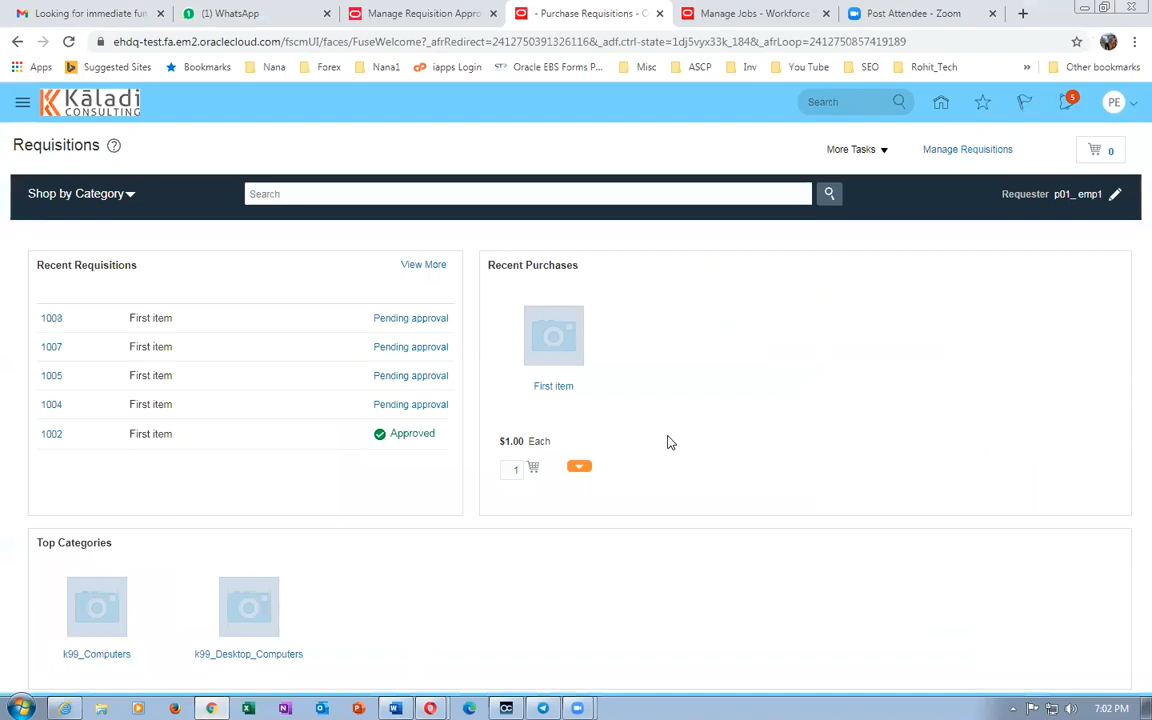 Looking for immediate fun
(1) WhatsApp
Manage Requisition Appro
- Purchase Requisitions - O
Manage Jobs - Workforce
Post Attendee - Zoom
ehdq-test.fa.em2.oraclecloud.com/fscmUI/faces/FuseWelcome?_afrRedirect=2412750391326116&_adf.ctrl-state=1dj5vyx33k_184&_afrLoop=2412750857419189
Apps Suggested Sites Bookmarks Nana Forex Nana1 iapps Login Oracle EBS Forms P... Misc ASCP Inv You Tube SEO Rohit_Tech » Other bookmarks
Kāladi
CONSULTING
Search
5
PE
Requisitions
More Tasks
Manage Requisitions
0
Shop by Category
Search
Requester p01_ emp1
Recent Requisitions
View More
1008 First item Pending approval
1007 First item Pending approval
1005 First item Pending approval
1004 First item Pending approval
1002 First item Approved
Recent Purchases
First item
$1.00 Each
1
Top Categories
k99_Computers
k99_Desktop_Computers
7:02 PM